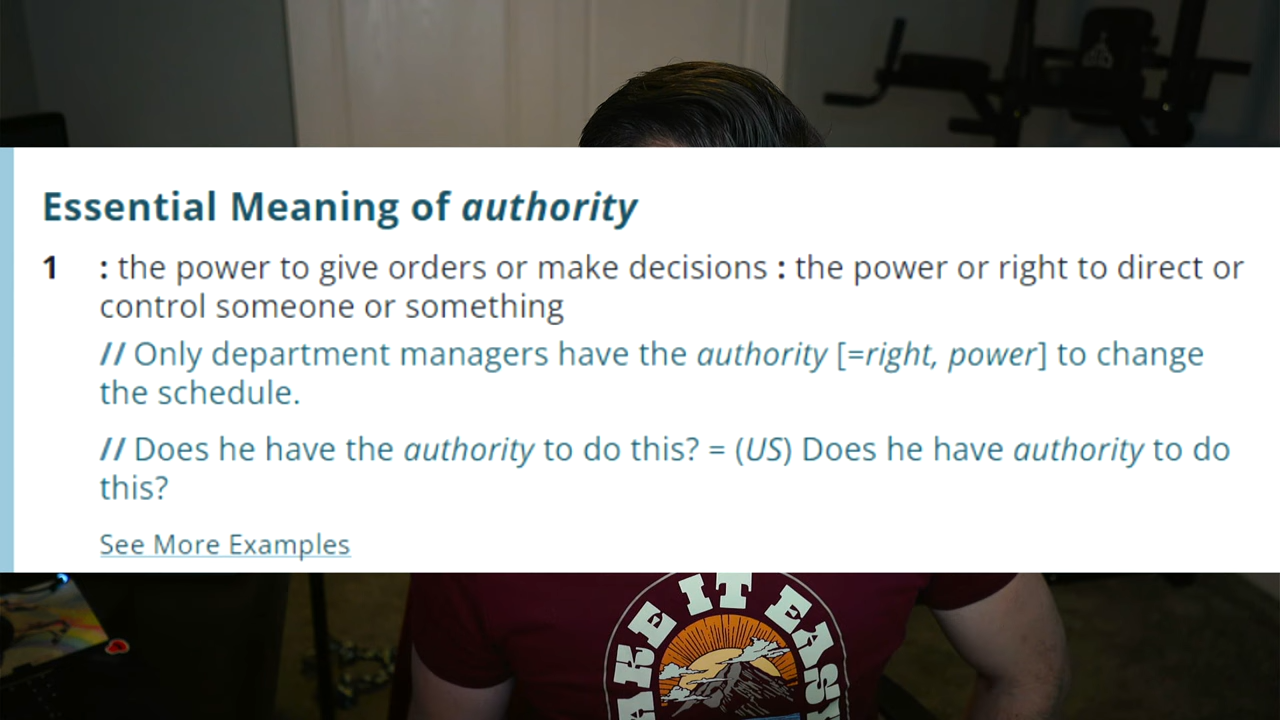 Essential Meaning of authority
1 : the power to give orders or make decisions : the power or right to direct or
control someone or something
// Only department managers have the authority [=right, power] to change
the schedule.
// Does he have the authority to do this? = (US) Does he have authority to do
this?
See More Examples
IT